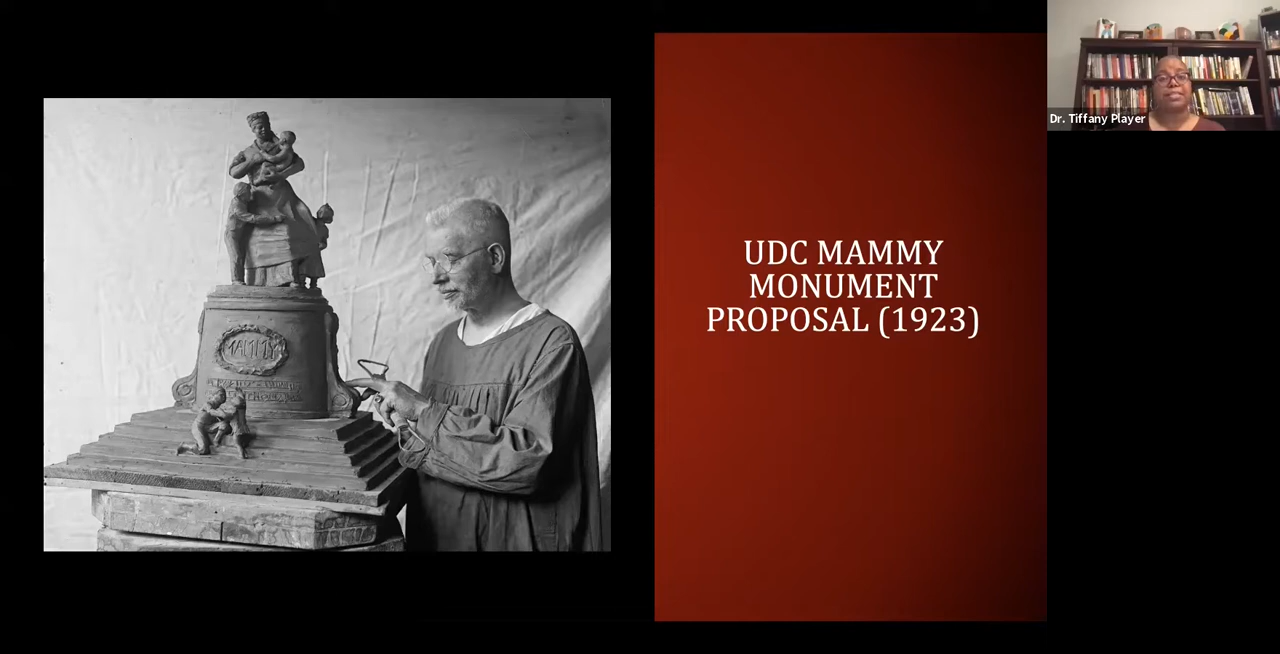 MAMMY
UDC MAMMY
MONUMENT
PROPOSAL (1923)
Dr. Tiffany Player